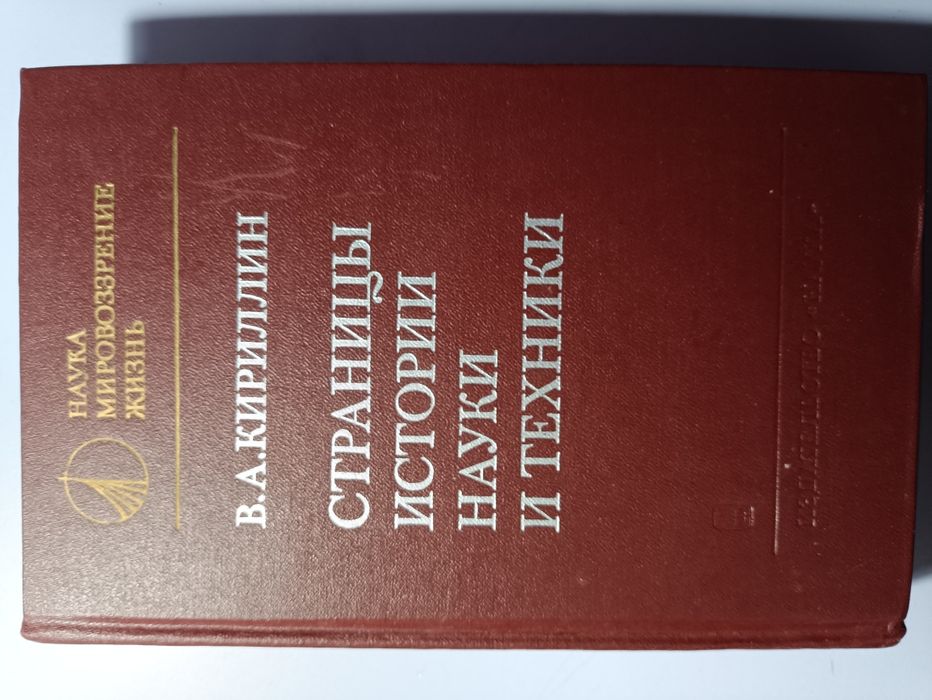 НАУКА
МИРОВОЗЗРЕНИЕ
ЖИЗНЬ
В.А.КИРИЛЛИН
СТРАНИЦЫ
ИСТОРИИ
НАУКИ
И ТЕХНИКИ